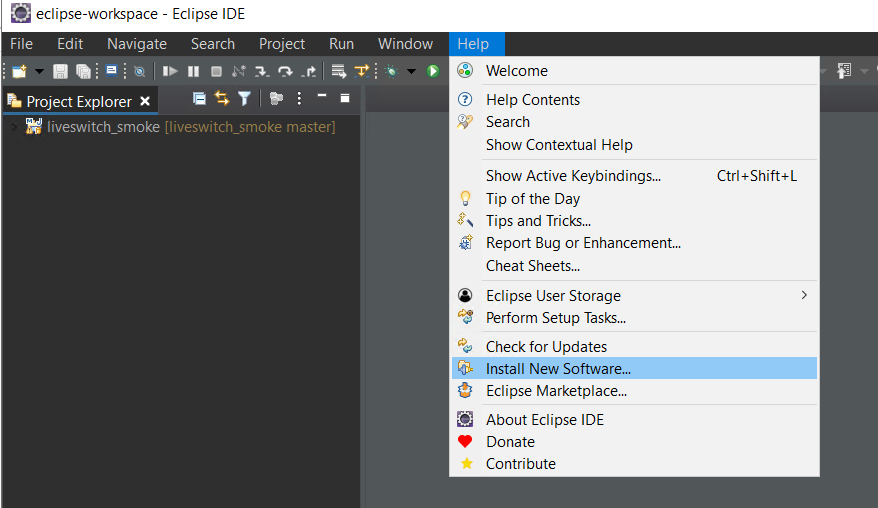 eclipse-workspace - Eclipse IDE
File Edit Navigate Search Project Run Window Help
Project Explorer
liveswitch_smoke [liveswitch_smoke master]
Welcome
Help Contents
Search
Show Contextual Help
Show Active Keybindings... Ctrl+Shift+L
Tip of the Day
Tips and Tricks...
Report Bug or Enhancement...
Cheat Sheets...
Eclipse User Storage
Perform Setup Tasks...
Check for Updates
Install New Software...
Eclipse Marketplace...
About Eclipse IDE
Donate
Contribute